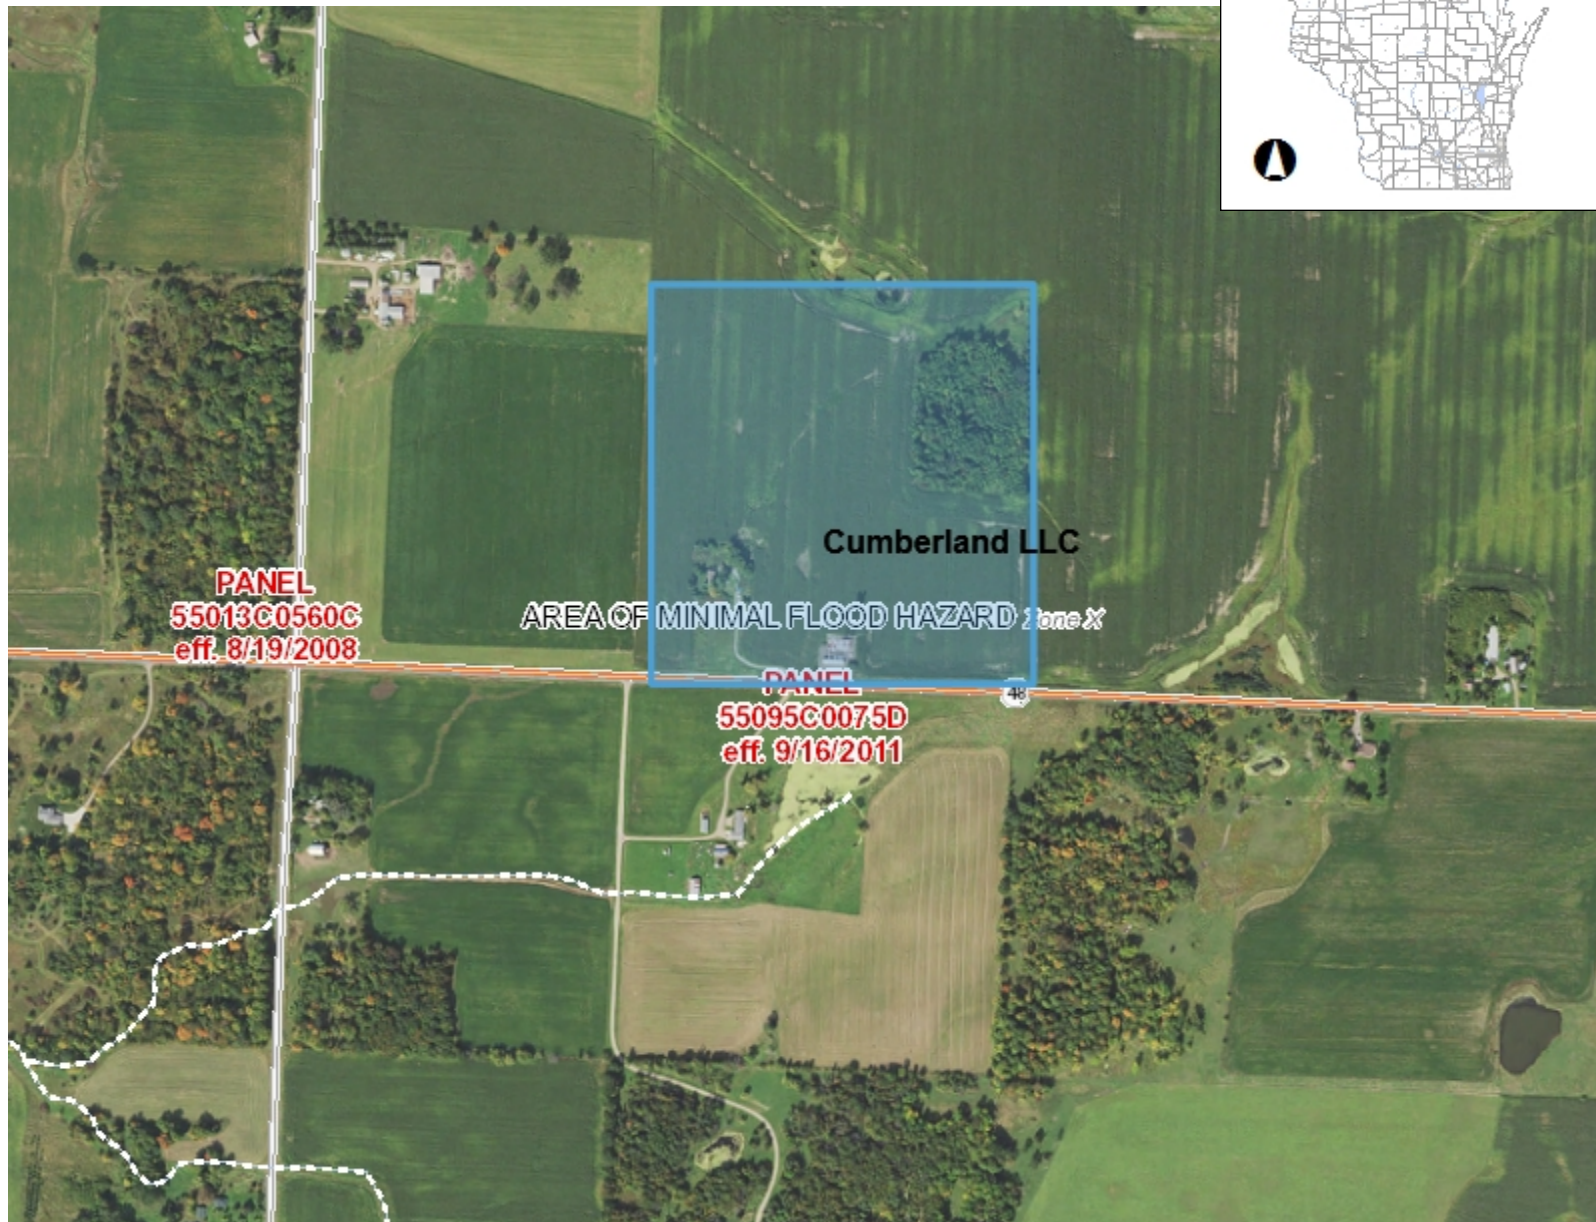 Cumberland LLC
PANEL
55013C0560C
eff. 8/19/2008
AREA OF MINIMAL FLOOD HAZARD Zone X
PANEL
55095C0075D
eff. 9/16/2011
48